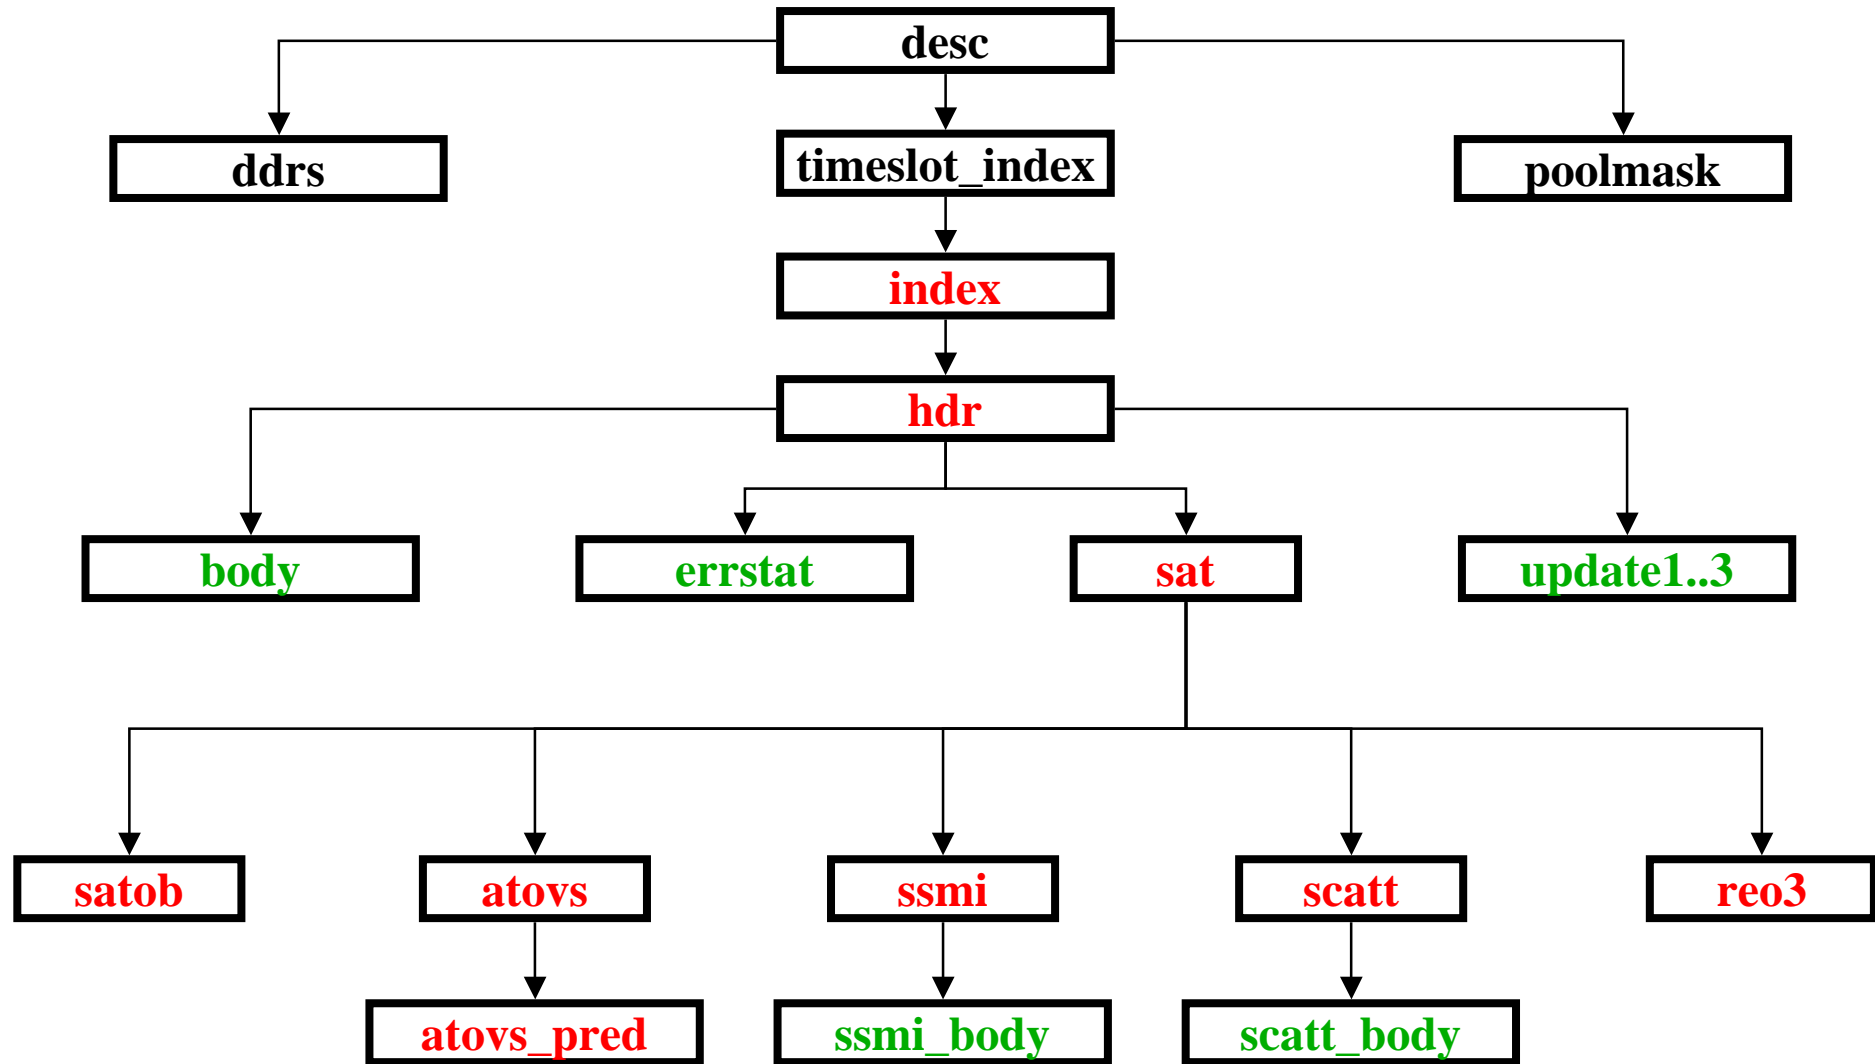 desc
ddrs
timeslot_index
poolmask
index
hdr
body
errstat
sat
update1..3
satob
atovs
ssmi
scatt
reo3
atovs_pred
ssmi_body
scatt_body